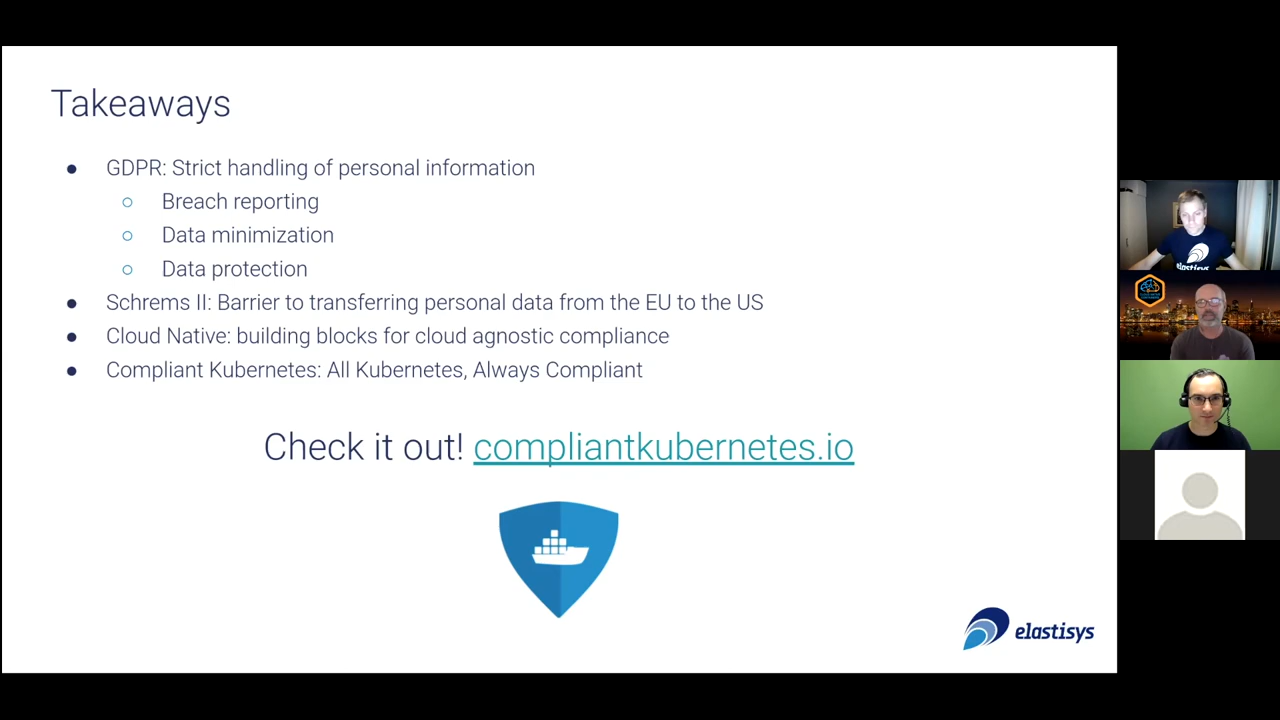 Takeaways
● GDPR: Strict handling of personal information
○ Breach reporting
○ Data minimization
○ Data protection
● Schrems II: Barrier to transferring personal data from the EU to the US
● Cloud Native: building blocks for cloud agnostic compliance
● Compliant Kubernetes: All Kubernetes, Always Compliant
Check it out! compliantkubernetes.io
elastisys
elastisys